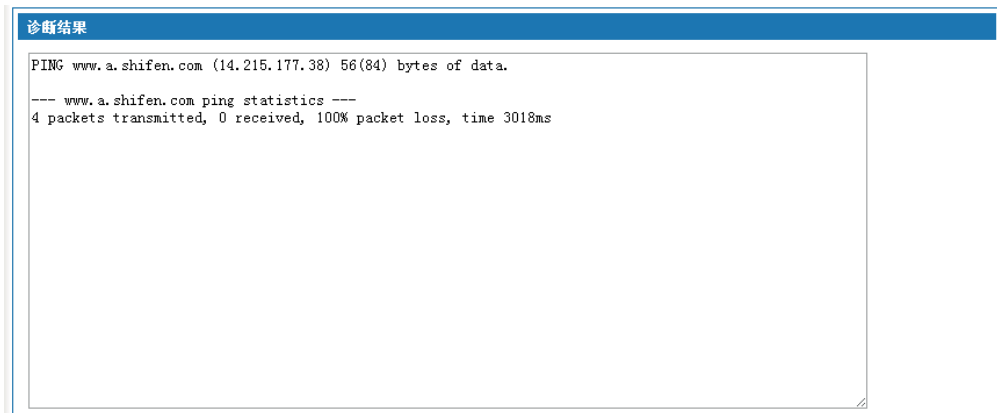 诊断结果
PING www.a.shifen.com (14.215.177.38) 56(84) bytes of data.
--- www.a.shifen.com ping statistics ---
4 packets transmitted, 0 received, 100% packet loss, time 3018ms